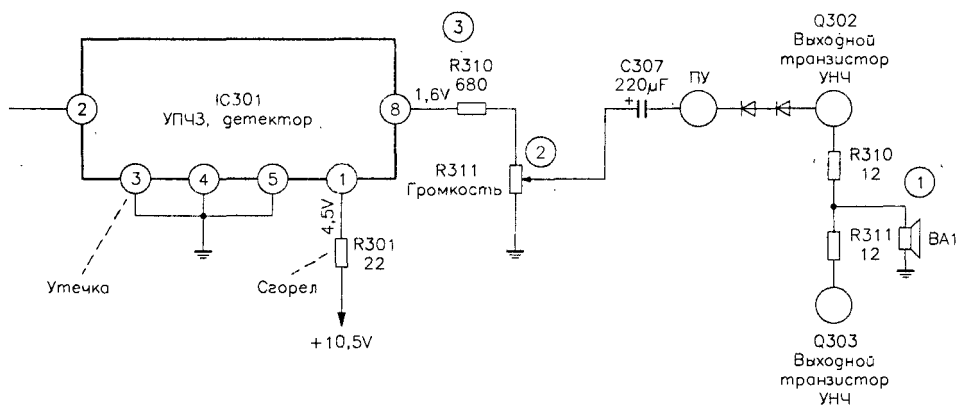 3
R310
680
1,6V
2
IC301
УПЧЗ, детектор
8
3
4
5
1
4,5V
R301
22
+10,5V
Утечка
Сгорел
R311
Громкость
2
C307
220µF
+
ПУ
Q302
Выходной
транзистор
УНЧ
R310
12
1
R311
12
BA1
Q303
Выходной
транзистор
УНЧ